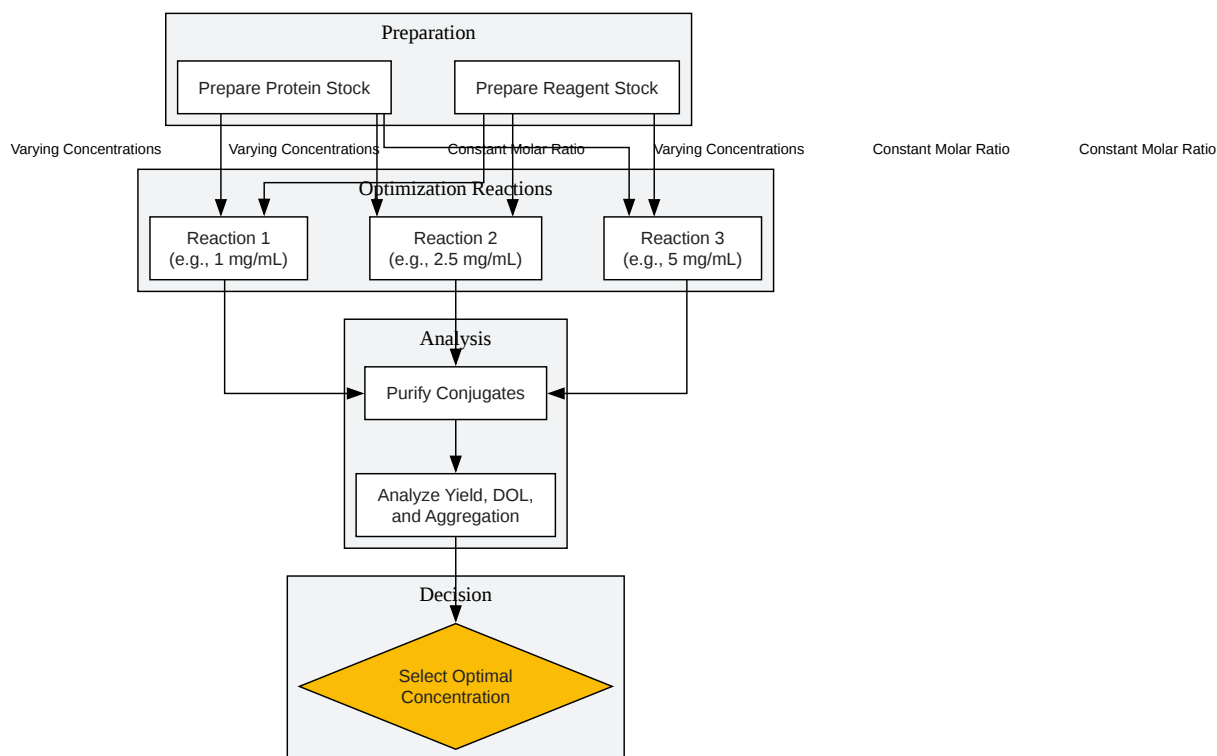 Preparation
Prepare Protein Stock
Prepare Reagent Stock
Varying Concentrations
Varying Concentrations
Constant Molar Ratio
Varying Concentrations
Constant Molar Ratio
Constant Molar Ratio
Optimization Reactions
Reaction 1
(e.g., 1 mg/mL)
Reaction 2
(e.g., 2.5 mg/mL)
Reaction 3
(e.g., 5 mg/mL)
Analysis
Purify Conjugates
Analyze Yield, DOL,
and Aggregation
Decision
Select Optimal
Concentration